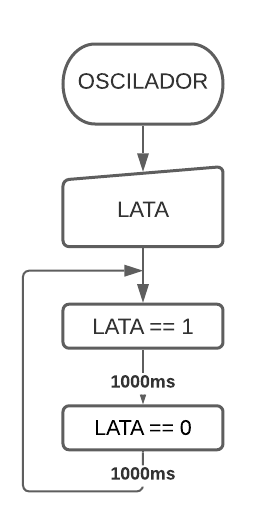 OSCILADOR
LATA
LATA == 1
1000ms
LATA == 0
1000ms